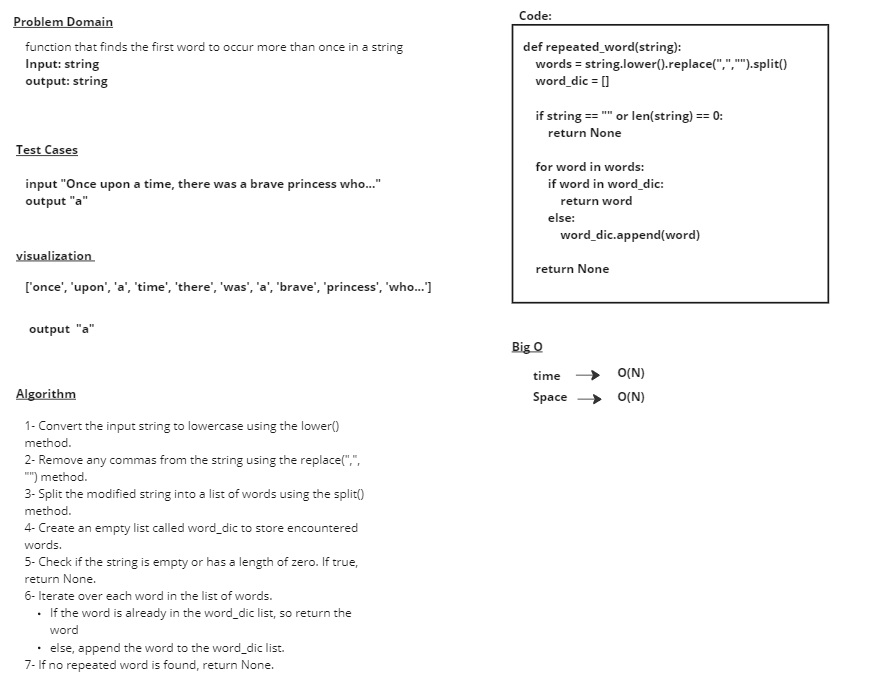 Problem Domain
function that finds the first word to occur more than once in a string
Input: string
output: string
Test Cases
input "Once upon a time, there was a brave princess who..."
output "a"
visualization
['once', 'upon', 'a', 'time', 'there', 'was', 'a', 'brave', 'princess', 'who...']
output "a"
Algorithm
1- Convert the input string to lowercase using the lower()
method.
2- Remove any commas from the string using the replace(",",
"") method.
3- Split the modified string into a list of words using the split()
method.
4- Create an empty list called word_dic to store encountered
words.
5- Check if the string is empty or has a length of zero. If true,
return None.
6- Iterate over each word in the list of words.
• If the word is already in the word_dic list, so return the
word
• else, append the word to the word_dic list.
7- If no repeated word is found, return None.
Code:
def repeated_word(string):
words = string.lower().replace(",","").split()
word_dic = []
if string == "" or len(string) == 0:
return None
for word in words:
if word in word_dic:
return word
else:
word_dic.append(word)
return None
Big O
time O(N)
Space O(N)